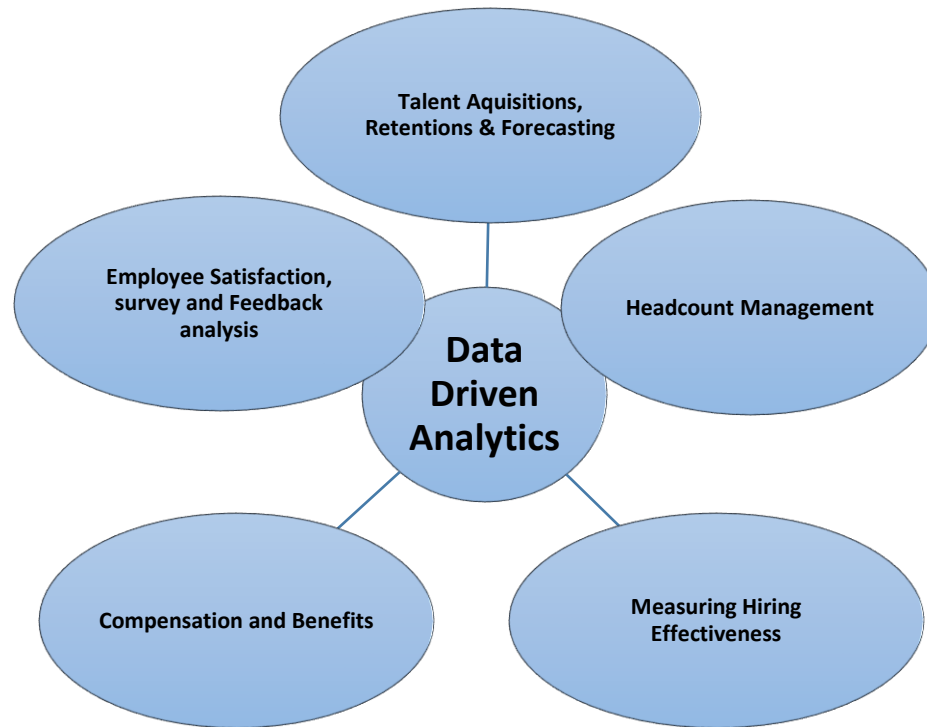 Talent Aquisitions,
Retentions & Forecasting
Employee Satisfaction,
survey and Feedback
analysis
Headcount Management
Data
Driven
Analytics
Compensation and Benefits
Measuring Hiring
Effectiveness